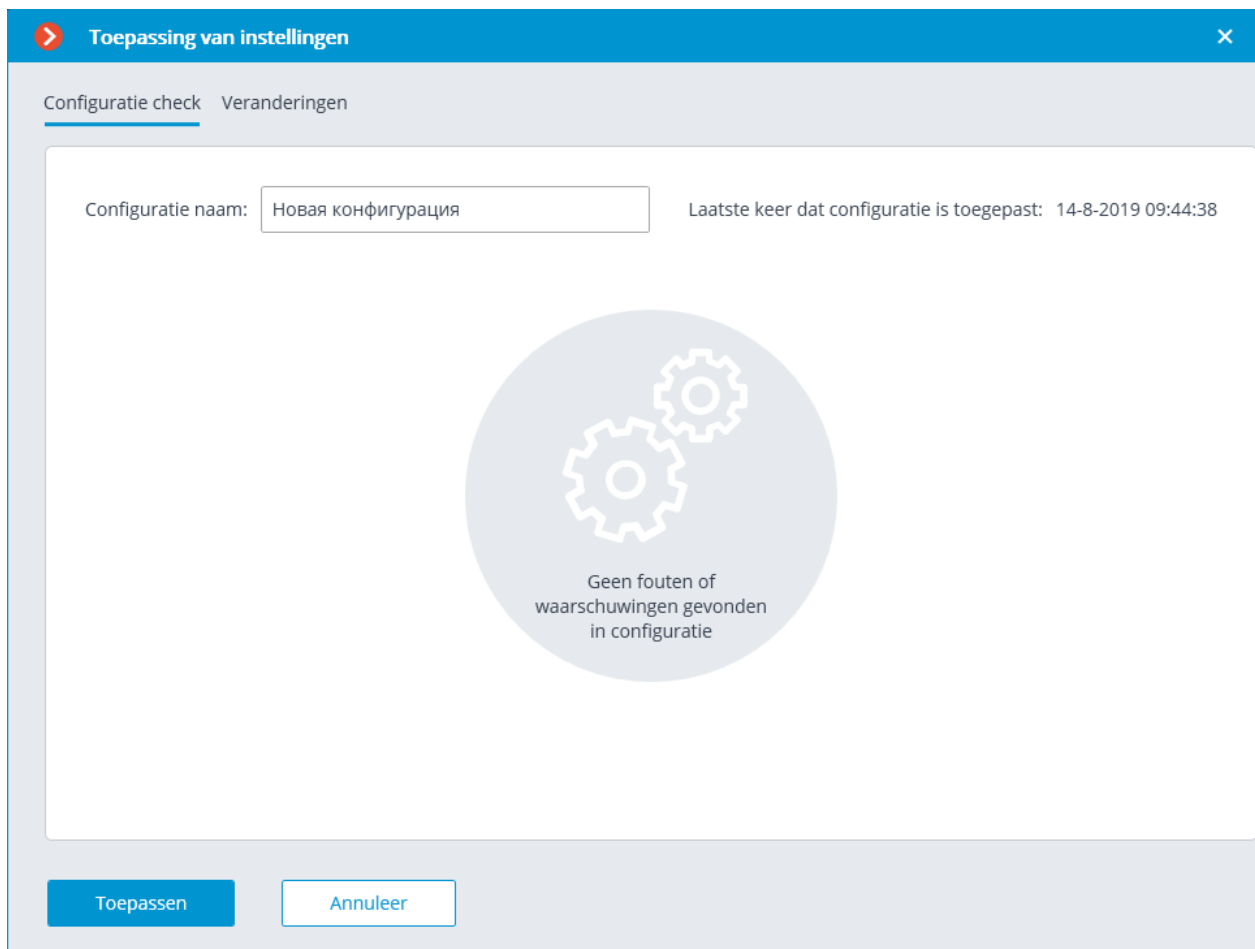 Toepassing van instellingen
Configuratie check Veranderingen
Configuratie naam: Новая конфигурация Laatste keer dat configuratie is toegepast: 14-8-2019 09:44:38
Geen fouten of
waarschuwingen gevonden
in configuratie
Toepassen Annuleer